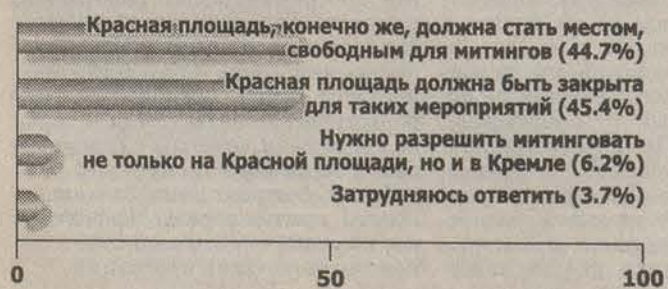 Красная площадь, конечно же, должна стать местом,
свободным для митингов (44.7%)
Красная площадь должна быть закрыта
для таких мероприятий (45.4%)
Нужно разрешить митинговать
не только на Красной площади, но и в Кремле (6.2%)
Затрудняюсь ответить (3.7%)
0 50 100